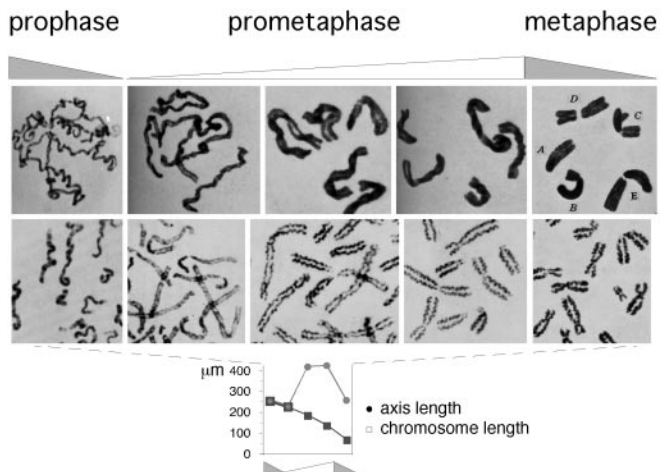 prophase prometaphase metaphase
D
C
A
B
E
μm
400
300
200
100
0
axis length
chromosome length